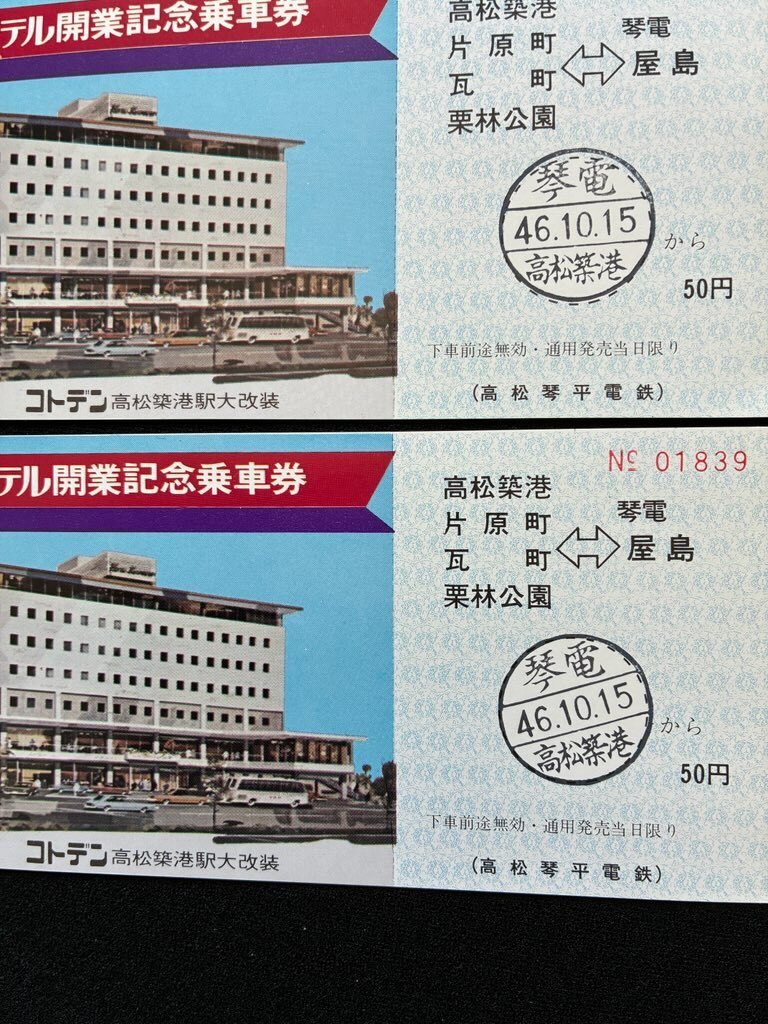 テル開業記念乗車券
コトデン 高松築港駅大改装
高松築港
片原町
瓦町
栗林公園
琴電
屋島
琴電
46.10.15
高松築港
から
50円
下車前途無効・通用発売当日限り
(高松琴平電鉄)
テル開業記念乗車券
コトデン 高松築港駅大改装
№ 01839
高松築港
片原町
瓦町
栗林公園
琴電
屋島
琴電
46.10.15
高松築港
から
50円
下車前途無効・通用発売当日限り
(高松琴平電鉄)